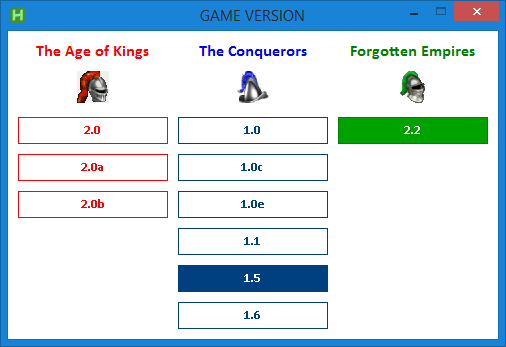 H
GAME VERSION
The Age of Kings
The Conquerors
Forgotten Empires
2.0
1.0
2.2
2.0a
1.0c
2.0b
1.0e
1.1
1.5
1.6